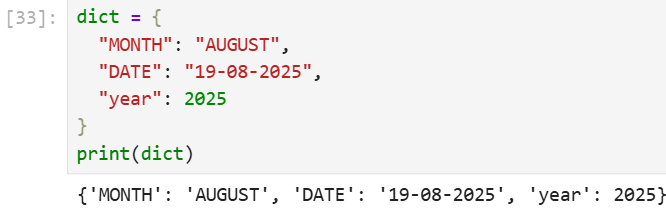 [33]: dict = {
"MONTH": "AUGUST",
"DATE": "19-08-2025",
"year": 2025
}
print(dict)
{'MONTH': 'AUGUST', 'DATE': '19-08-2025', 'year': 2025}